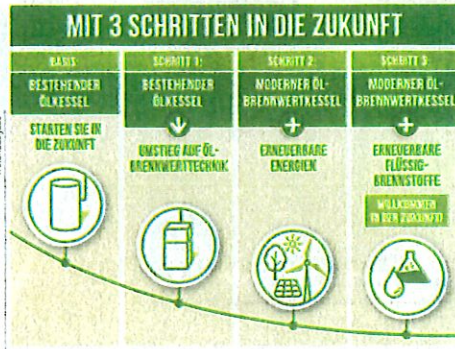 MIT 3 SCHRITTEN IN DIE ZUKUNFT
BASIS:
BESTEHENDER
ÖLKESSEL
STARTEN SIE IN
DIE ZUKUNFT
SCHRITT 1:
BESTEHENDER
ÖLKESSEL
UMSTIEG AUF ÖL-
BRENNWERTTECHNIK
SCHRITT 2:
MODERNER ÖL-
BRENNWERTKESSEL
+
ERNEUERBARE
ENERGIEN
SCHRITT 3:
MODERNER ÖL-
BRENNWERTKESSEL
+
ERNEUERBARE
FLÜSSIG-
BRENNSTOFFE
WILLKOMMEN
IN DER ZUKUNFT!